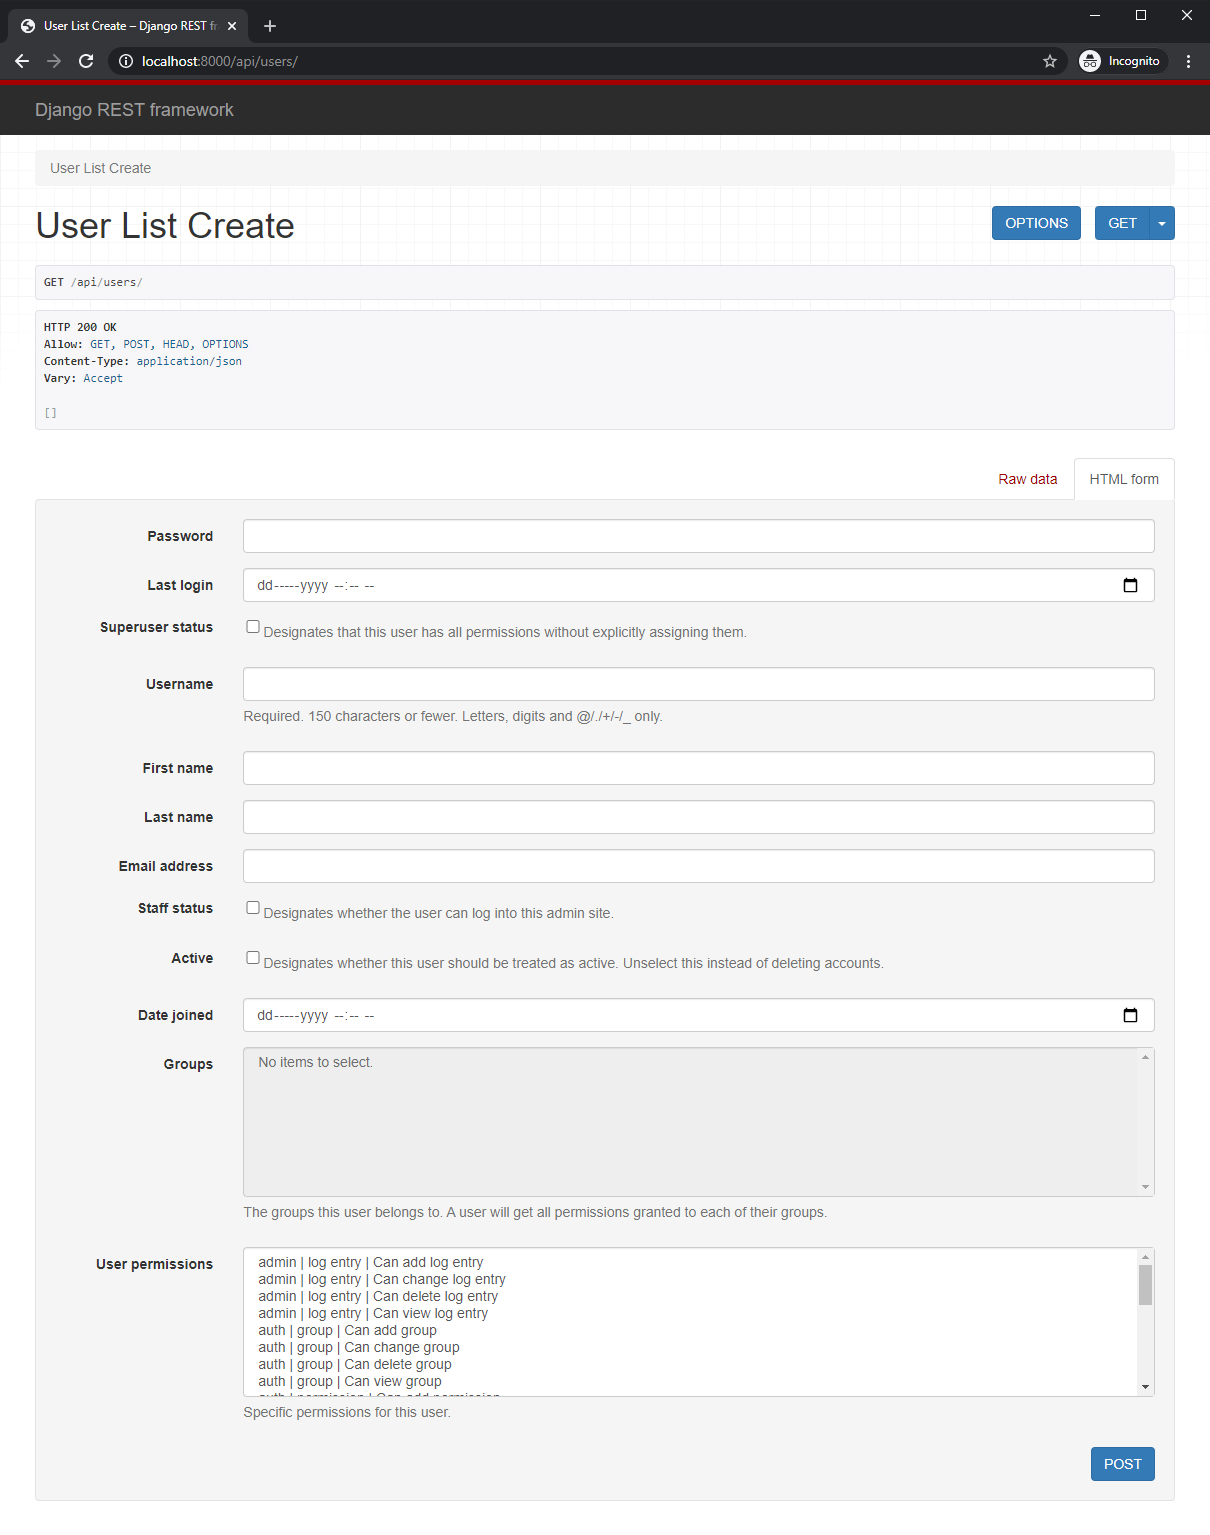 User List Create – Django REST fr
localhost:8000/api/users/
Incognito
Django REST framework
User List Create
User List Create
OPTIONS
GET
GET /api/users/
HTTP 200 OK
Allow: GET, POST, HEAD, OPTIONS
Content-Type: application/json
Vary: Accept
[]
Raw data
HTML form
Password
Last login
dd-----yyyy --:-- --
Superuser status
Designates that this user has all permissions without explicitly assigning them.
Username
Required. 150 characters or fewer. Letters, digits and @/./+/-/_ only.
First name
Last name
Email address
Staff status
Designates whether the user can log into this admin site.
Active
Designates whether this user should be treated as active. Unselect this instead of deleting accounts.
Date joined
dd-----yyyy --:-- --
Groups
No items to select.
The groups this user belongs to. A user will get all permissions granted to each of their groups.
User permissions
admin | log entry | Can add log entry
admin | log entry | Can change log entry
admin | log entry | Can delete log entry
admin | log entry | Can view log entry
auth | group | Can add group
auth | group | Can change group
auth | group | Can delete group
auth | group | Can view group
auth | permission | Can add permission
Specific permissions for this user.
POST